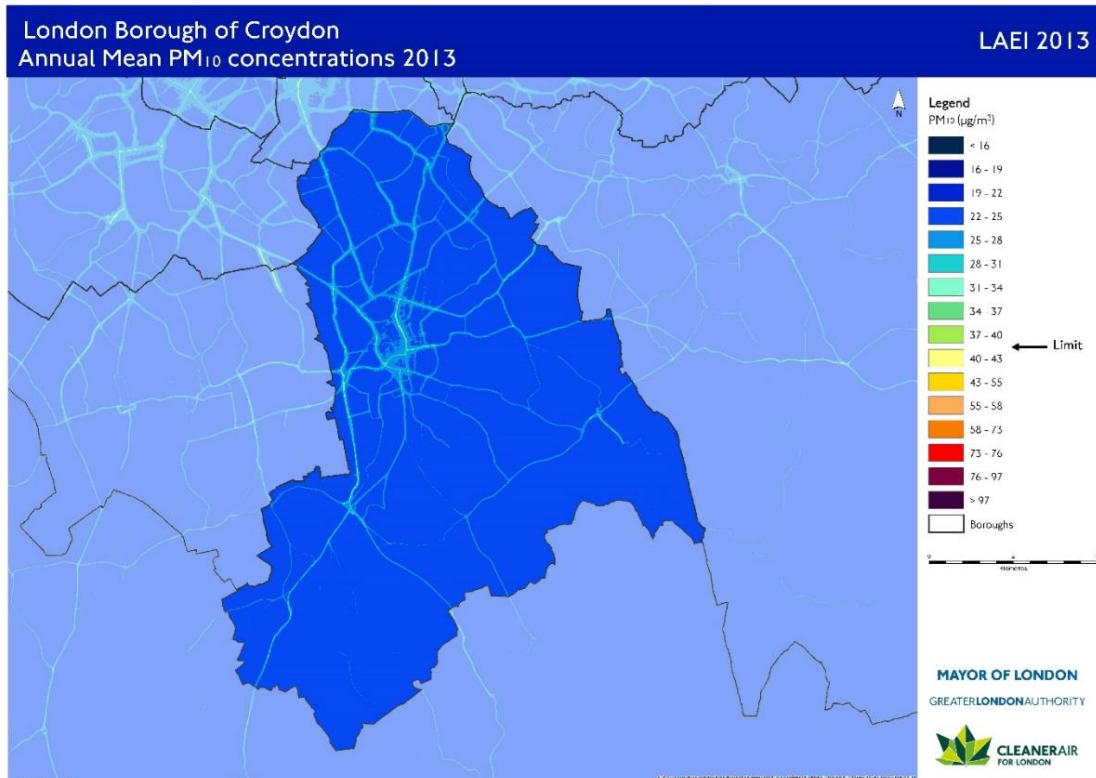 London Borough of Croydon
Annual Mean PM10 concentrations 2013
LAEI 2013
N
Legend
PM10 (µg/m³)
< 16
16 - 19
19 - 22
22 - 25
25 - 28
28 - 31
31 - 34
34 - 37
37 - 40
40 - 43
43 - 55
55 - 58
58 - 73
73 - 76
76 - 97
> 97
Boroughs
Limit
Kilometres
MAYOR OF LONDON
GREATERLONDONAUTHORITY
CLEANERAIR
FOR LONDON